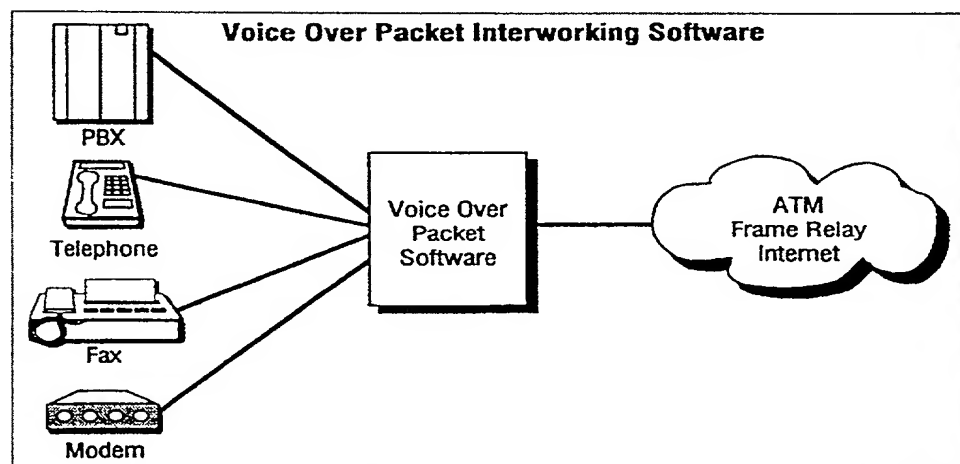 Voice Over Packet Interworking Software
PBX
Telephone
Fax
Modem
Voice Over
Packet
Software
ATM
Frame Relay
Internet